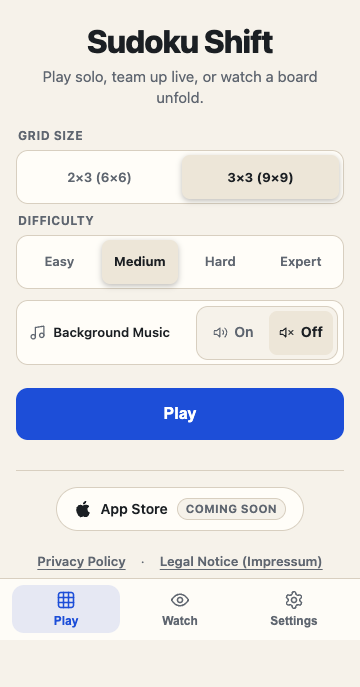 Sudoku Shift
Play solo, team up live, or watch a board
unfold.
GRID SIZE
2×3 (6×6)
3×3 (9×9)
DIFFICULTY
Easy
Medium
Hard
Expert
Background Music
On
Off
Play
App Store
COMING SOON
Privacy Policy · Legal Notice (Impressum)
Play
Watch
Settings